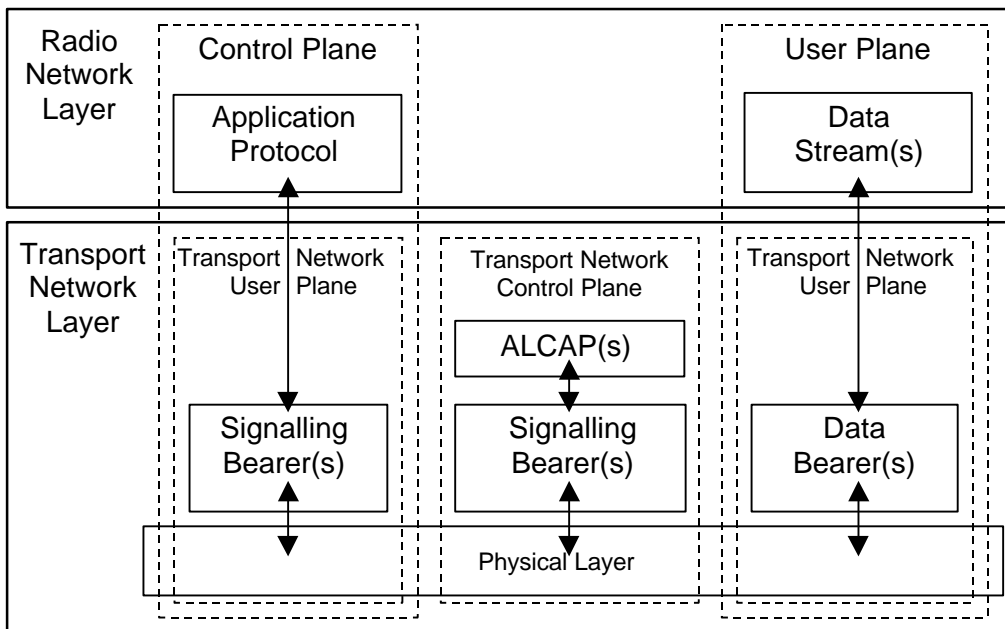 Radio
Network
Layer
Control Plane
User Plane
Application
Protocol
Data
Stream(s)
Transport
Network
Layer
Transport Network
User Plane
Transport Network
Control Plane
Transport Network
User Plane
ALCAP(s)
Signalling
Bearer(s)
Signalling
Bearer(s)
Data
Bearer(s)
Physical Layer